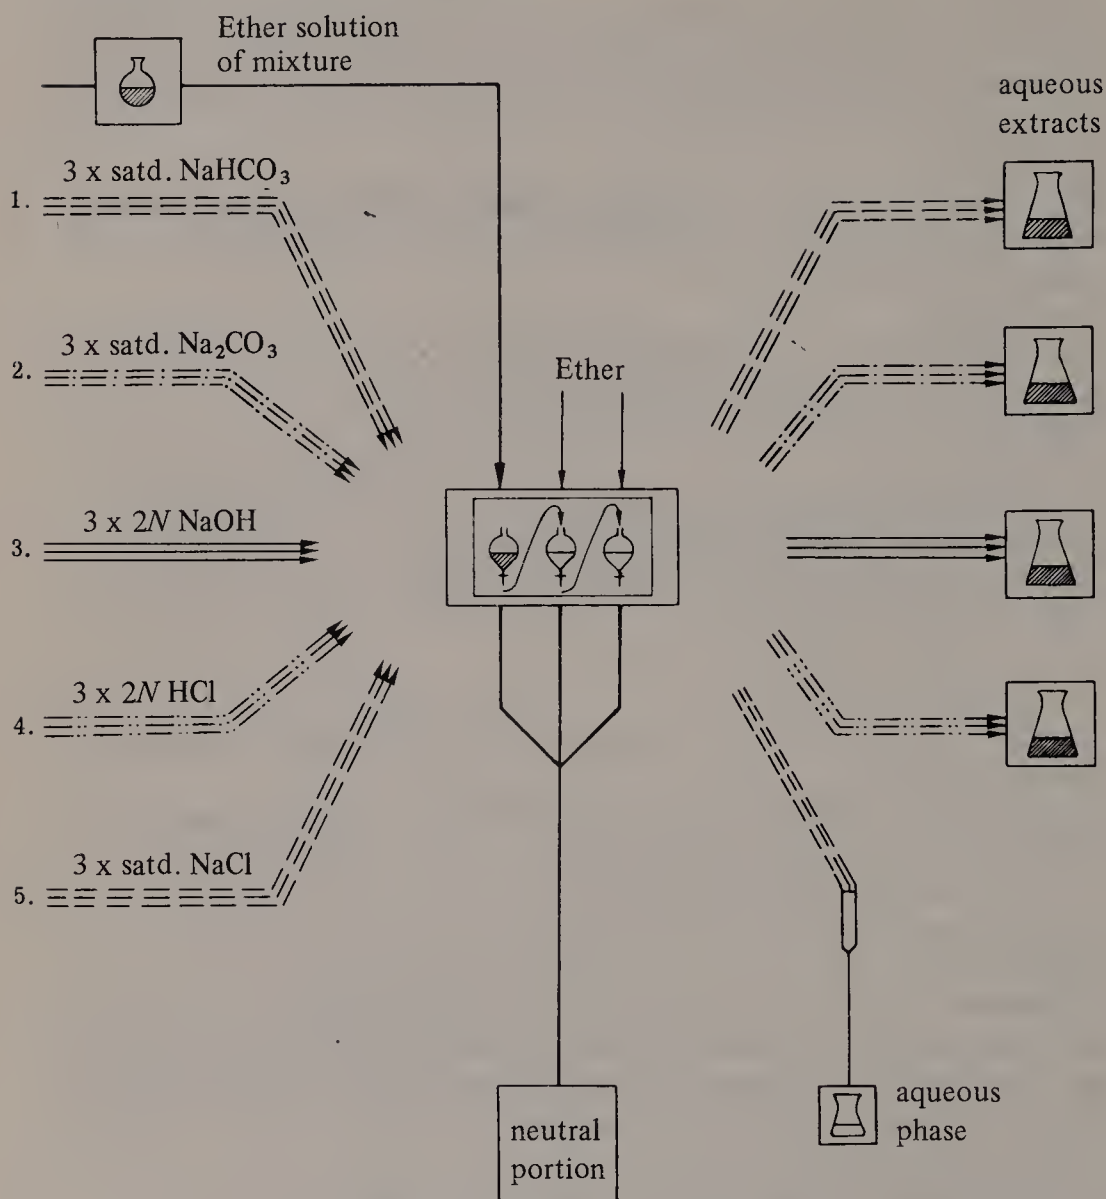 Ether solution
of mixture
aqueous
extracts
1. 3 x satd. NaHCO₃
2. 3 x satd. Na₂CO₃
Ether
3. 3 x 2N NaOH
4. 3 x 2N HCl
5. 3 x satd. NaCl
neutral
portion
aqueous
phase